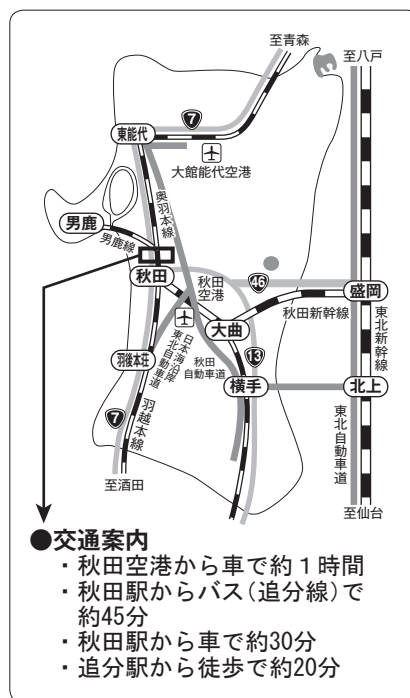 至青森
至八戸
7
東能代
大館能代空港
奥羽本線
男鹿
男鹿線
秋田
秋田
空港
46
盛岡
秋田新幹線
大曲
東北新幹線
日本海沿岸
東北自動車道
13
羽後本荘
秋田
自動車道
横手
北上
7
羽越本線
東北自動車道
至酒田
至仙台
●交通案内
・秋田空港から車で約１時間
・秋田駅からバス(追分線)で
約45分
・秋田駅から車で約30分
・追分駅から徒歩で約20分